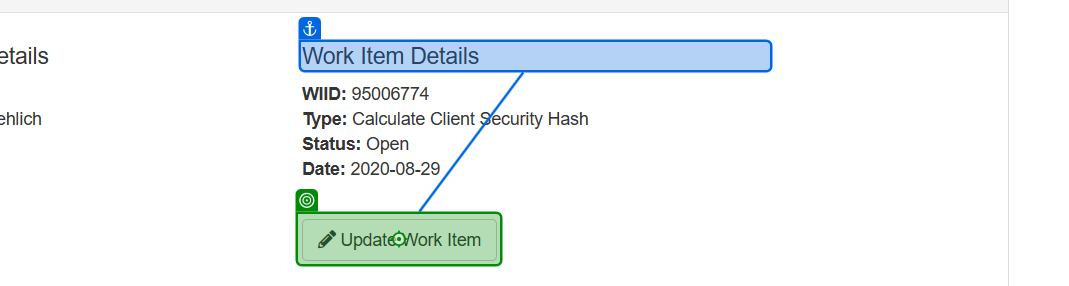 etails
Work Item Details
WIID: 95006774
ehlich
Type: Calculate Client Security Hash
Status: Open
Date: 2020-08-29
Update Work Item